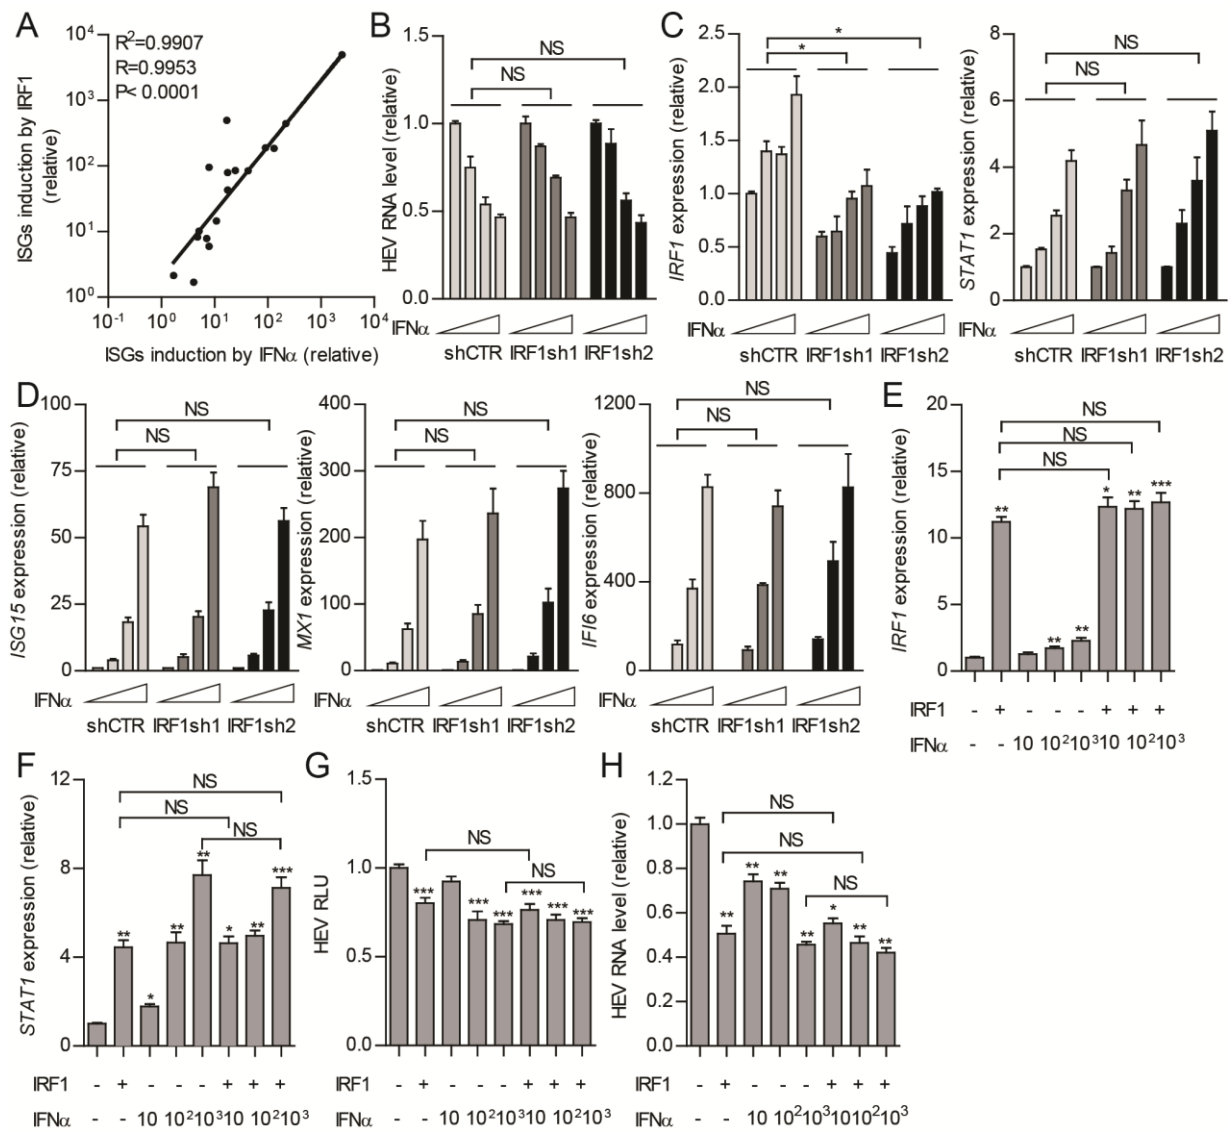 A
R²=0.9907
R=0.9953
P< 0.0001
ISGs induction by IRF1
(relative)
10⁴
10³
10²
10¹
10⁰
10⁻¹ 10⁰ 10¹ 10² 10³ 10⁴
ISGs induction by IFNα (relative)
B
HEV RNA level (relative)
1.5
1.0
0.5
0.0
NS
NS
IFNα
shCTR IRF1sh1 IRF1sh2
C
IRF1 expression (relative)
2.5
2.0
1.5
1.0
0.5
0.0
*
*
IFNα
shCTR IRF1sh1 IRF1sh2
STAT1 expression (relative)
8
6
4
2
0
NS
NS
shCTR IRF1sh1 IRF1sh2
D
ISG15 expression (relative)
100
75
50
25
0
NS
NS
IFNα
shCTR IRF1sh1 IRF1sh2
MX1 expression (relative)
400
300
200
100
0
NS
NS
IFNα
shCTR IRF1sh1 IRF1sh2
IFI6 expression (relative)
1200
800
400
0
NS
NS
IFNα
shCTR IRF1sh1 IRF1sh2
E
IRF1 expression (relative)
20
15
10
5
0
NS
NS
NS
** ** ** * ** ***
IRF1 - + - - - + + +
IFNα - - 10 10² 10³ 10 10² 10³
F
STAT1 expression (relative)
12
8
4
0
NS
NS
NS
** * ** ** * ** ***
IRF1 - + - - - + + +
IFNα - - 10 10² 10³ 10 10² 10³
G
HEV RLU
1.5
1.0
0.5
0.0
NS
NS
*** *** *** *** *** ***
IRF1 - + - - - + + +
IFNα - - 10 10² 10³ 10 10² 10³
H
HEV RNA level (relative)
1.0
0.8
0.6
0.4
0.2
0.0
NS
NS
NS
** ** ** ** * ** **
IRF1 - + - - - + + +
IFNα - - 10 10² 10³ 10 10² 10³